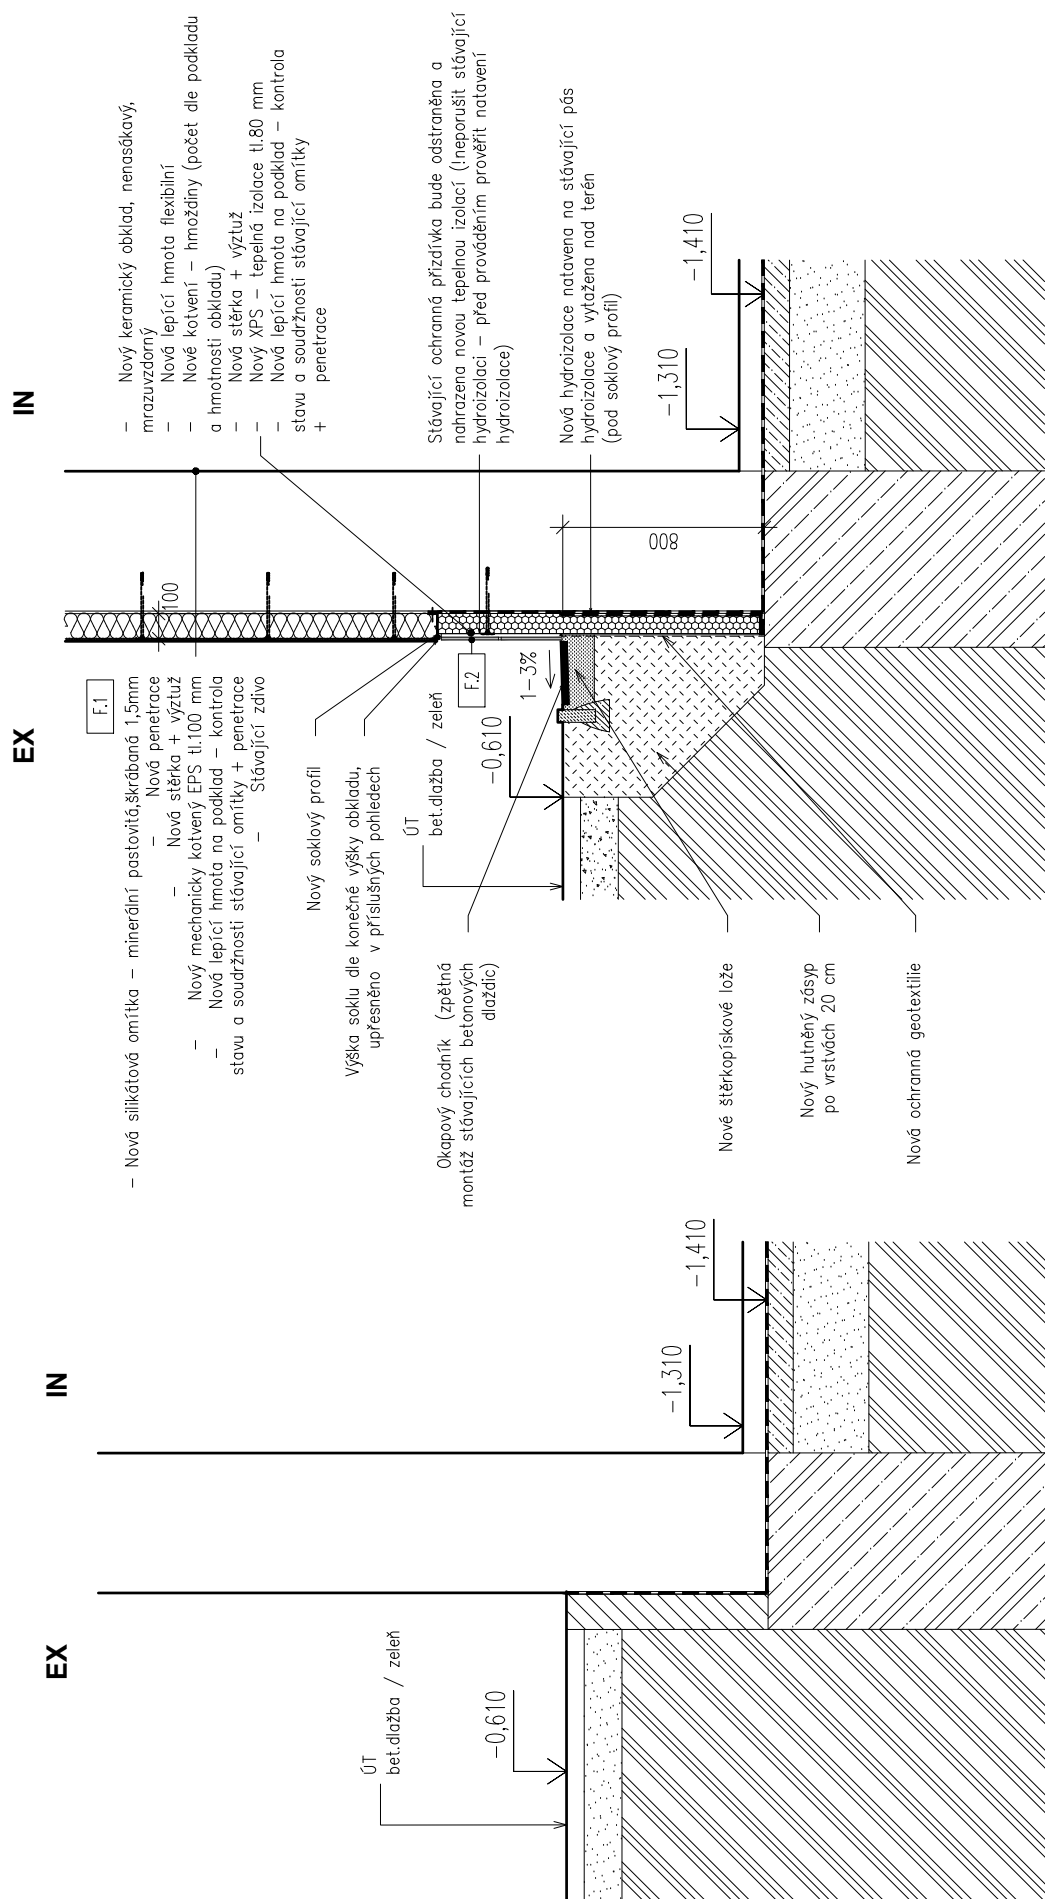 EX
IN
ÚT
bet.dlažba / zeleň
-0,610
-1,310
-1,410
EX
IN
F.1
- Nová silikátová omítka - minerální pastovitá,škrábaná 1,5mm
- Nová penetrace
- Nová stěrka + výztuž
- Nový mechanicky kotvený EPS tl.100 mm
- Nová lepící hmota na podklad - kontrola
stavu a soudržnosti stávající omítky + penetrace
- Stávající zdivo
Nový soklový profil
Výška soklu dle konečné výšky obkladu,
upřesněno v příslušných pohledech
ÚT
bet.dlažba / zeleň
Okapový chodník (zpětná
montáž stávajících betonových
dlaždic)
-0,610
1-3%
F.2
100
800
Nové štěrkopískové lože
Nový hutněný zásyp
po vrstvách 20 cm
Nová ochranná geotextilie
- Nový keramický obklad, nenasákavý,
mrazuvzdorný
- Nová lepící hmota flexibilní
- Nové kotvení - hmoždiny (počet dle podkladu
a hmotnosti obkladu)
- Nová stěrka + výztuž
- Nový XPS - tepelná izolace tl.80 mm
- Nová lepící hmota na podklad - kontrola
stavu a soudržnosti stávající omítky
+ penetrace
Stávající ochranná přizdívka bude odstraněna a
nahrazena novou tepelnou izolací (!neporušit stávající
hydroizolaci - před prováděním prověřit natavení
hydroizolace)
Nová hydroizolace natavena na stávající pás
hydroizolace a vytažena nad terén
(pod soklový profil)
-1,310
-1,410